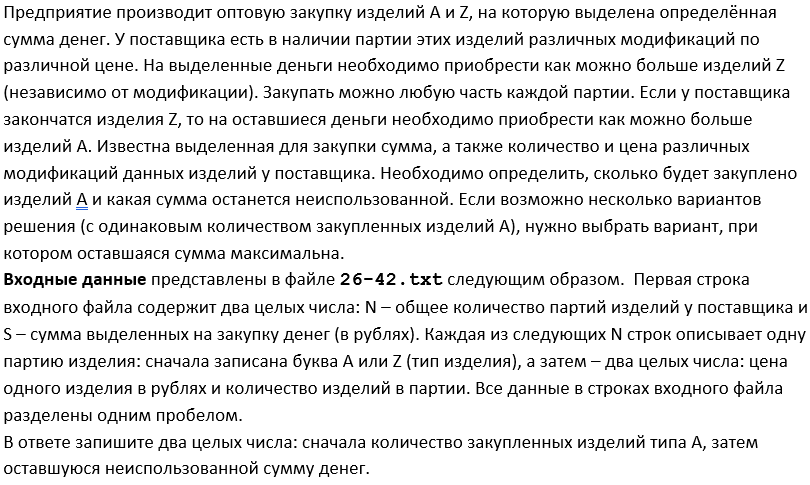 Предприятие производит оптовую закупку изделий A и Z, на которую выделена определённая
сумма денег. У поставщика есть в наличии партии этих изделий различных модификаций по
различной цене. На выделенные деньги необходимо приобрести как можно больше изделий Z
(независимо от модификации). Закупать можно любую часть каждой партии. Если у поставщика
закончатся изделия Z, то на оставшиеся деньги необходимо приобрести как можно больше
изделий A. Известна выделенная для закупки сумма, а также количество и цена различных
модификаций данных изделий у поставщика. Необходимо определить, сколько будет закуплено
изделий A и какая сумма останется неиспользованной. Если возможно несколько вариантов
решения (с одинаковым количеством закупленных изделий A), нужно выбрать вариант, при
котором оставшаяся сумма максимальна.
Входные данные представлены в файле 26-42.txt следующим образом. Первая строка
входного файла содержит два целых числа: N – общее количество партий изделий у поставщика и
S – сумма выделенных на закупку денег (в рублях). Каждая из следующих N строк описывает одну
партию изделия: сначала записана буква A или Z (тип изделия), а затем – два целых числа: цена
одного изделия в рублях и количество изделий в партии. Все данные в строках входного файла
разделены одним пробелом.
В ответе запишите два целых числа: сначала количество закупленных изделий типа A, затем
оставшуюся неиспользованной сумму денег.